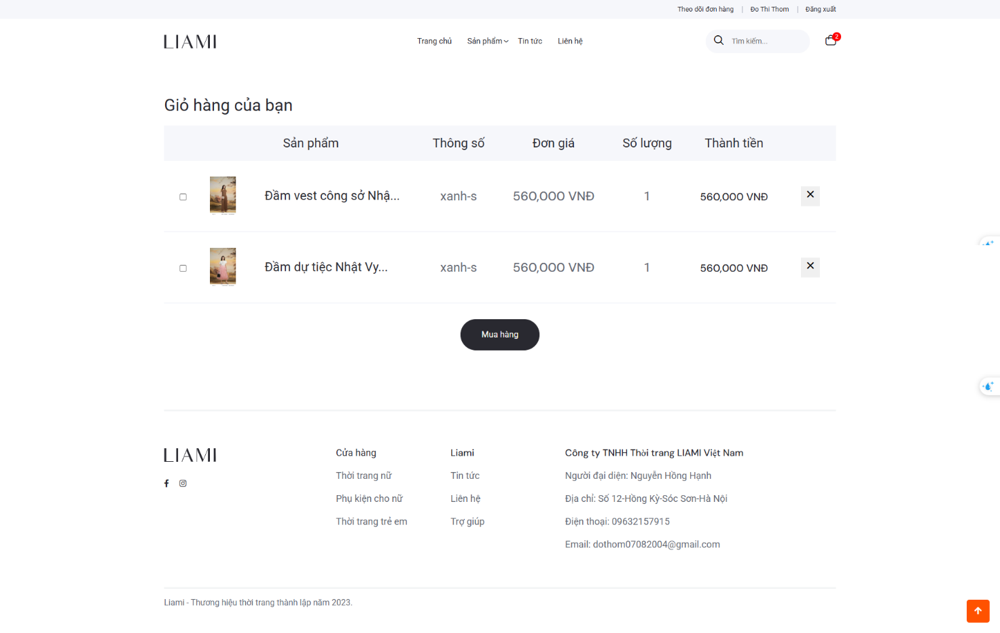 Theo dõi đơn hàng | Đo Thi Thom | Đăng xuất
LIAMI Trang chủ Sản phẩm Tin tức Liên hệ Tìm kiếm... 2
Giỏ hàng của bạn
Sản phẩm Thông số Đơn giá Số lượng Thành tiền
Đầm vest công sở Nhậ... xanh-s 560,000 VNĐ 1 560,000 VNĐ
Đầm dự tiệc Nhật Vy... xanh-s 560,000 VNĐ 1 560,000 VNĐ
Mua hàng
LIAMI
Cửa hàng
Thời trang nữ
Phụ kiện cho nữ
Thời trang trẻ em
Liami
Tin tức
Liên hệ
Trợ giúp
Công ty TNHH Thời trang LIAMI Việt Nam
Người đại diện: Nguyễn Hồng Hạnh
Địa chỉ: Số 12-Hồng Kỳ-Sóc Sơn-Hà Nội
Điện thoại: 09632157915
Email: dothom07082004@gmail.com
Liami - Thương hiệu thời trang thành lập năm 2023.